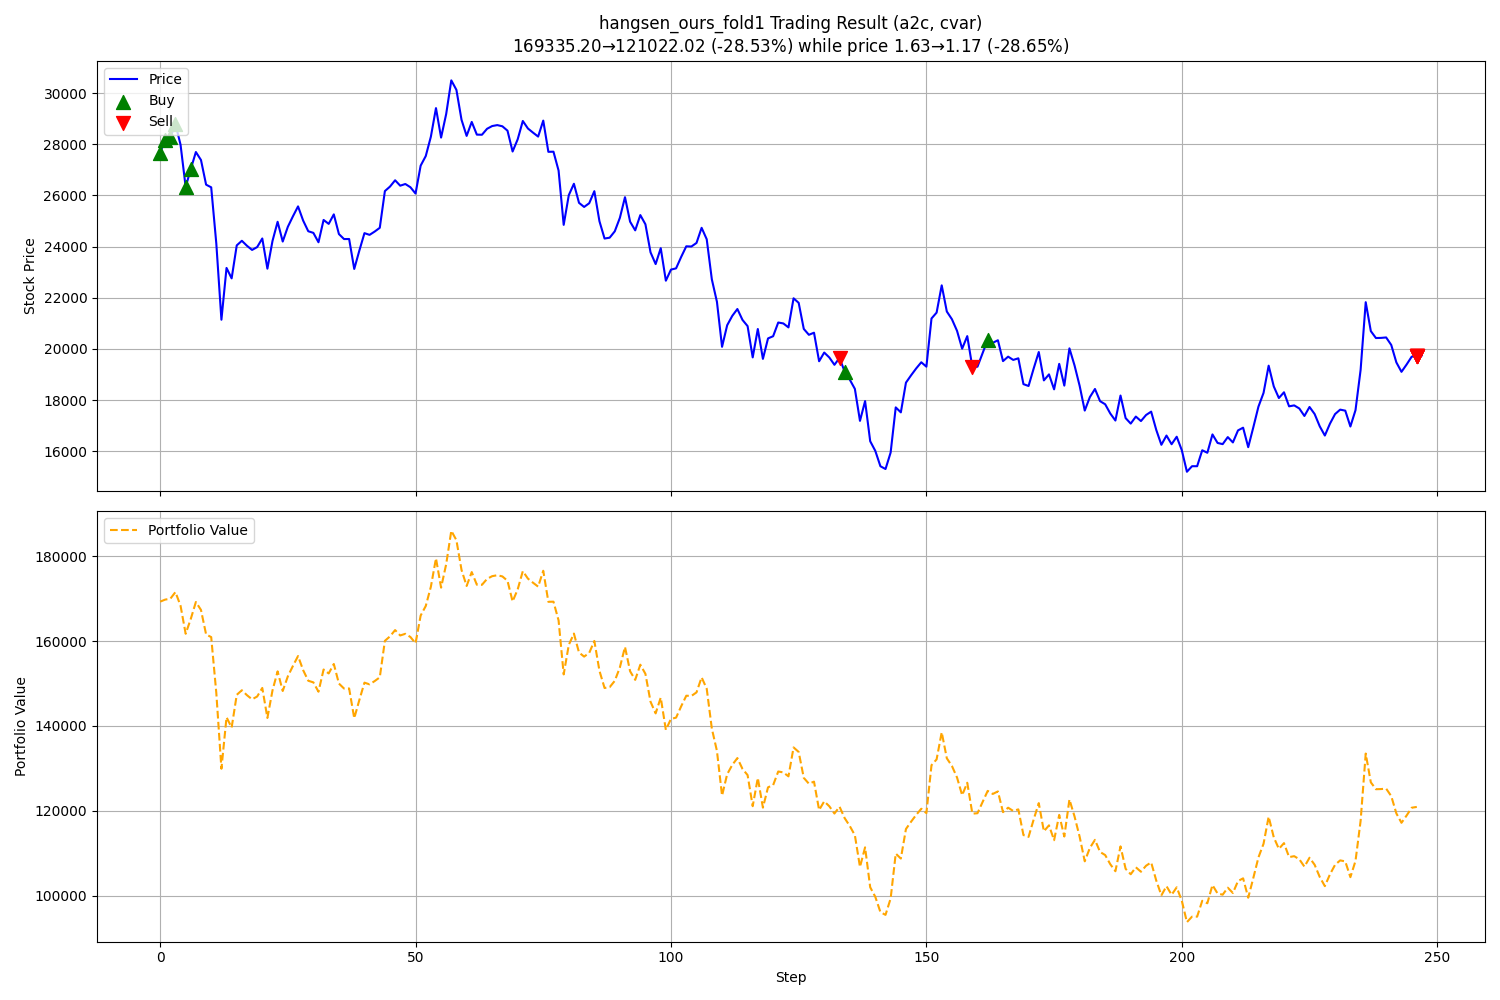 hangsen_ours_fold1 Trading Result (a2c, cvar)
169335.20→121022.02 (-28.53%) while price 1.63→1.17 (-28.65%)
Price
Buy
Sell
Stock Price
30000
28000
26000
24000
22000
20000
18000
16000
Portfolio Value
Portfolio Value
180000
160000
140000
120000
100000
0
50
100
150
200
250
Step